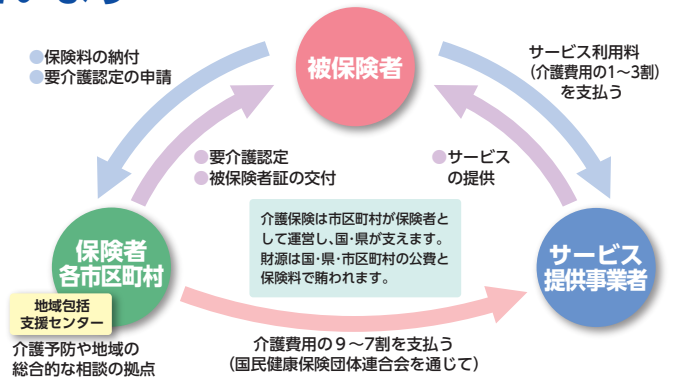 ●保険料の納付
●要介護認定の申請
被保険者
サービス利用料
(介護費用の1～3割)
を支払う
●要介護認定
●被保険者証の交付
●サービス
の提供
介護保険は市区町村が保険者と
して運営し、国・県が支えます。
財源は国・県・市区町村の公費と
保険料で賄われます。
保険者
各市区町村
サービス
提供事業者
地域包括
支援センター
介護予防や地域の
総合的な相談の拠点
介護費用の9～7割を支払う
(国民健康保険団体連合会を通じて)